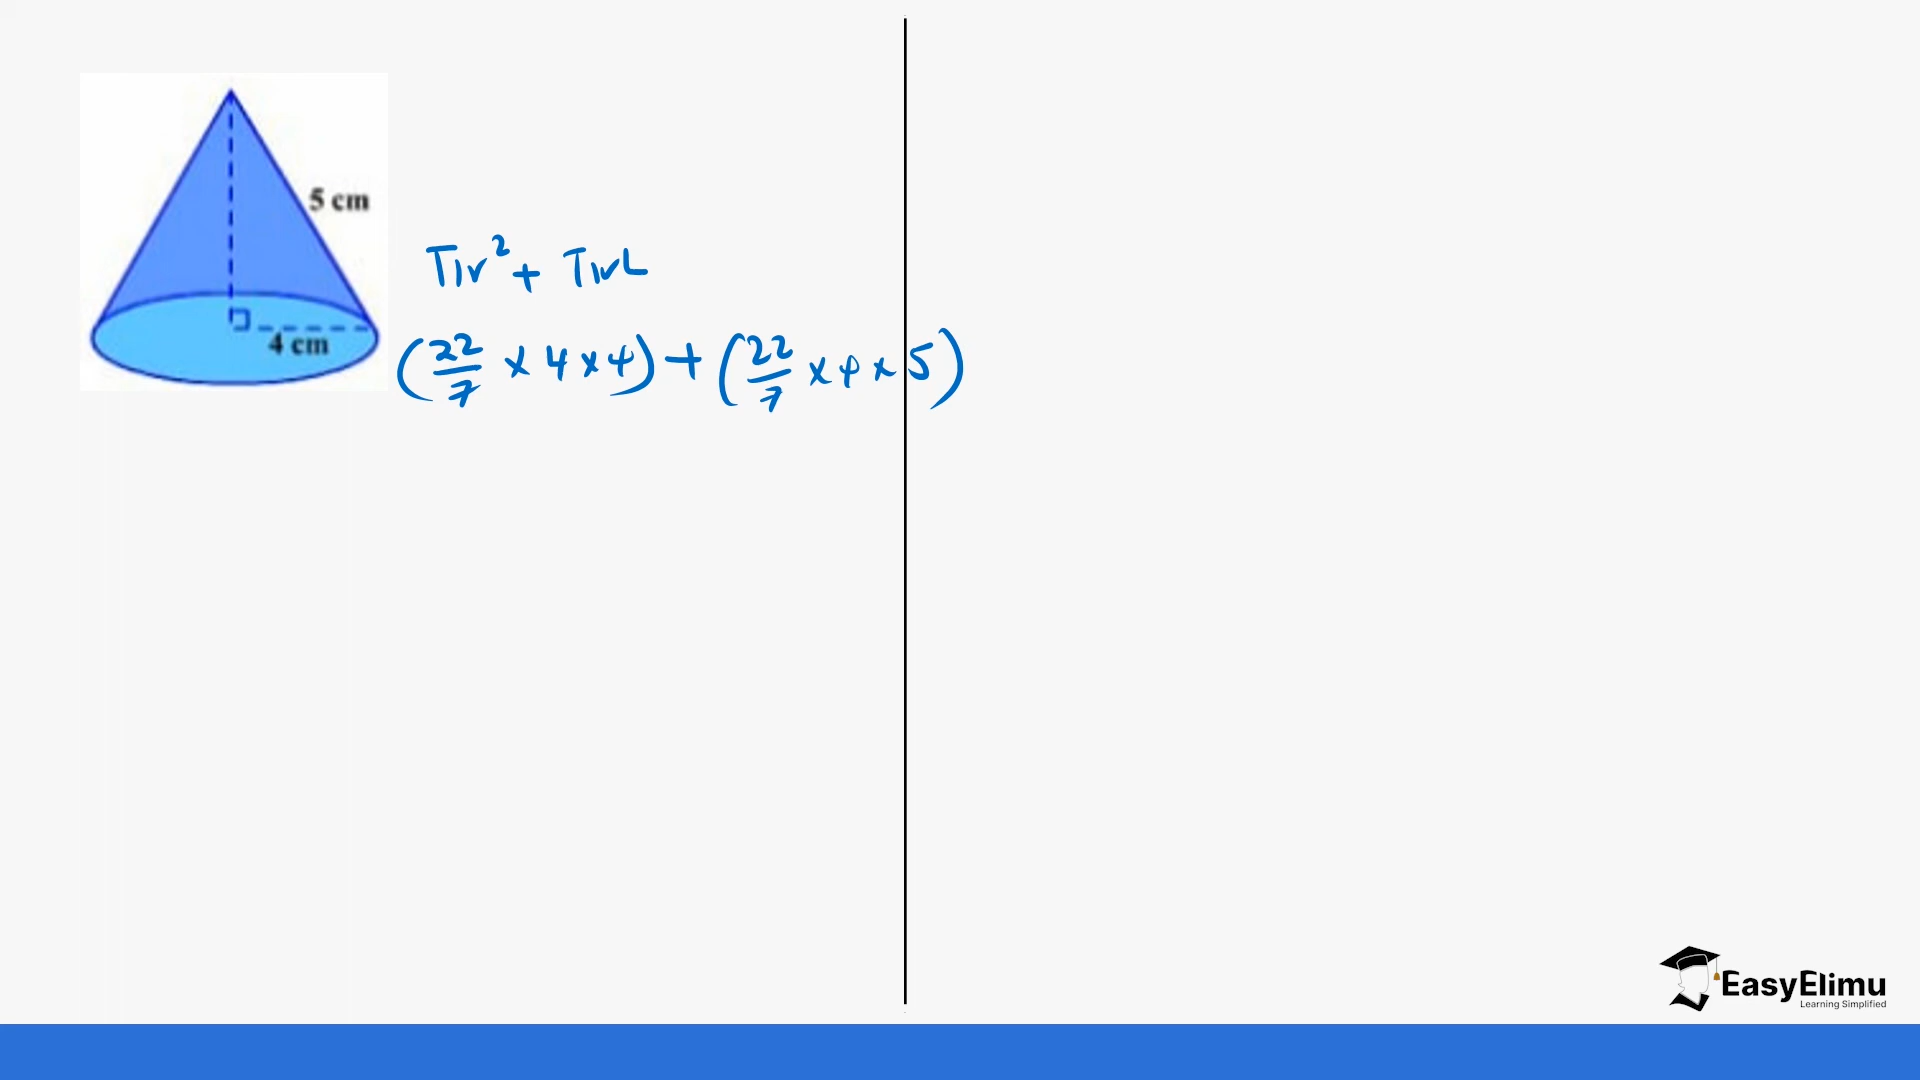 5 cm
4 cm
πr² + πrL
(22/7 × 4 × 4) + (22/7 × 4 × 5)
EasyElimu
Learning Simplified